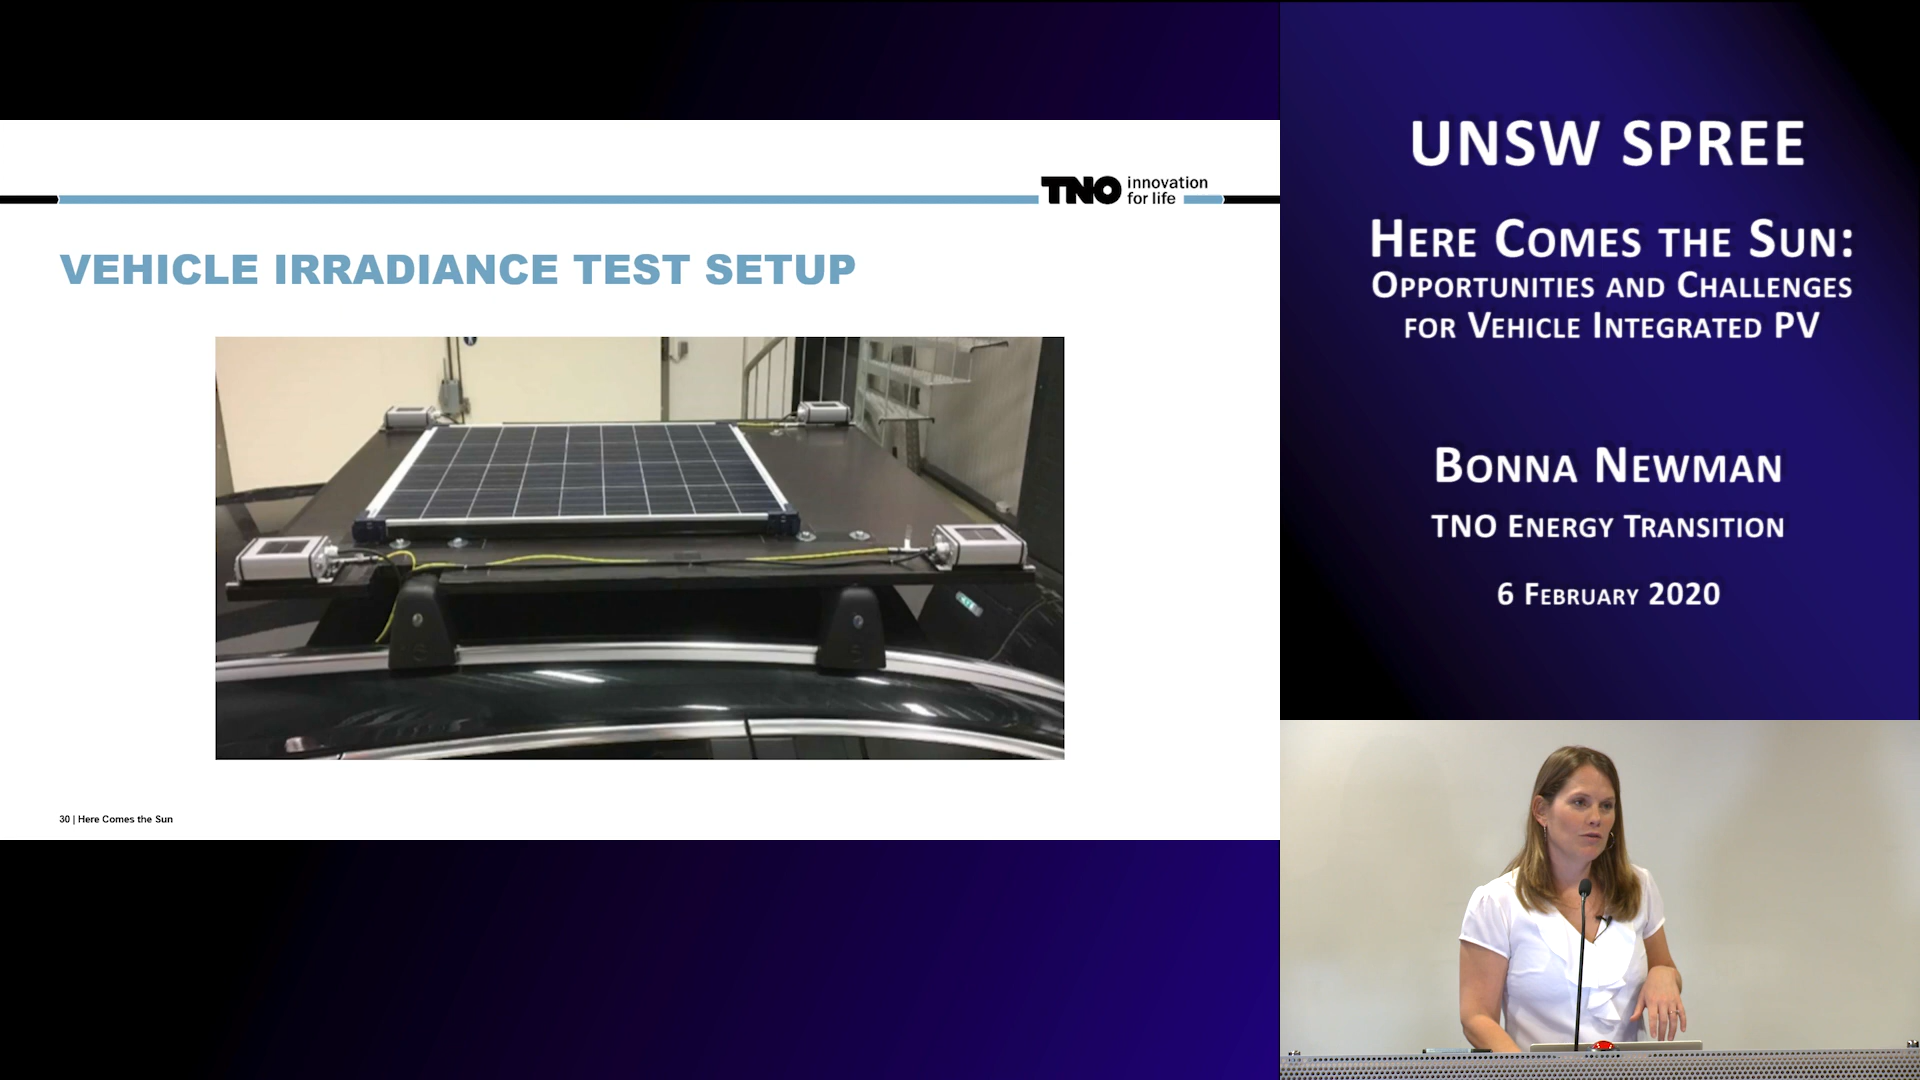 TNO innovation
for life
VEHICLE IRRADIANCE TEST SETUP
30 | Here Comes the Sun
UNSW SPREE
HERE COMES THE SUN:
OPPORTUNITIES AND CHALLENGES
FOR VEHICLE INTEGRATED PV
BONNA NEWMAN
TNO ENERGY TRANSITION
6 FEBRUARY 2020